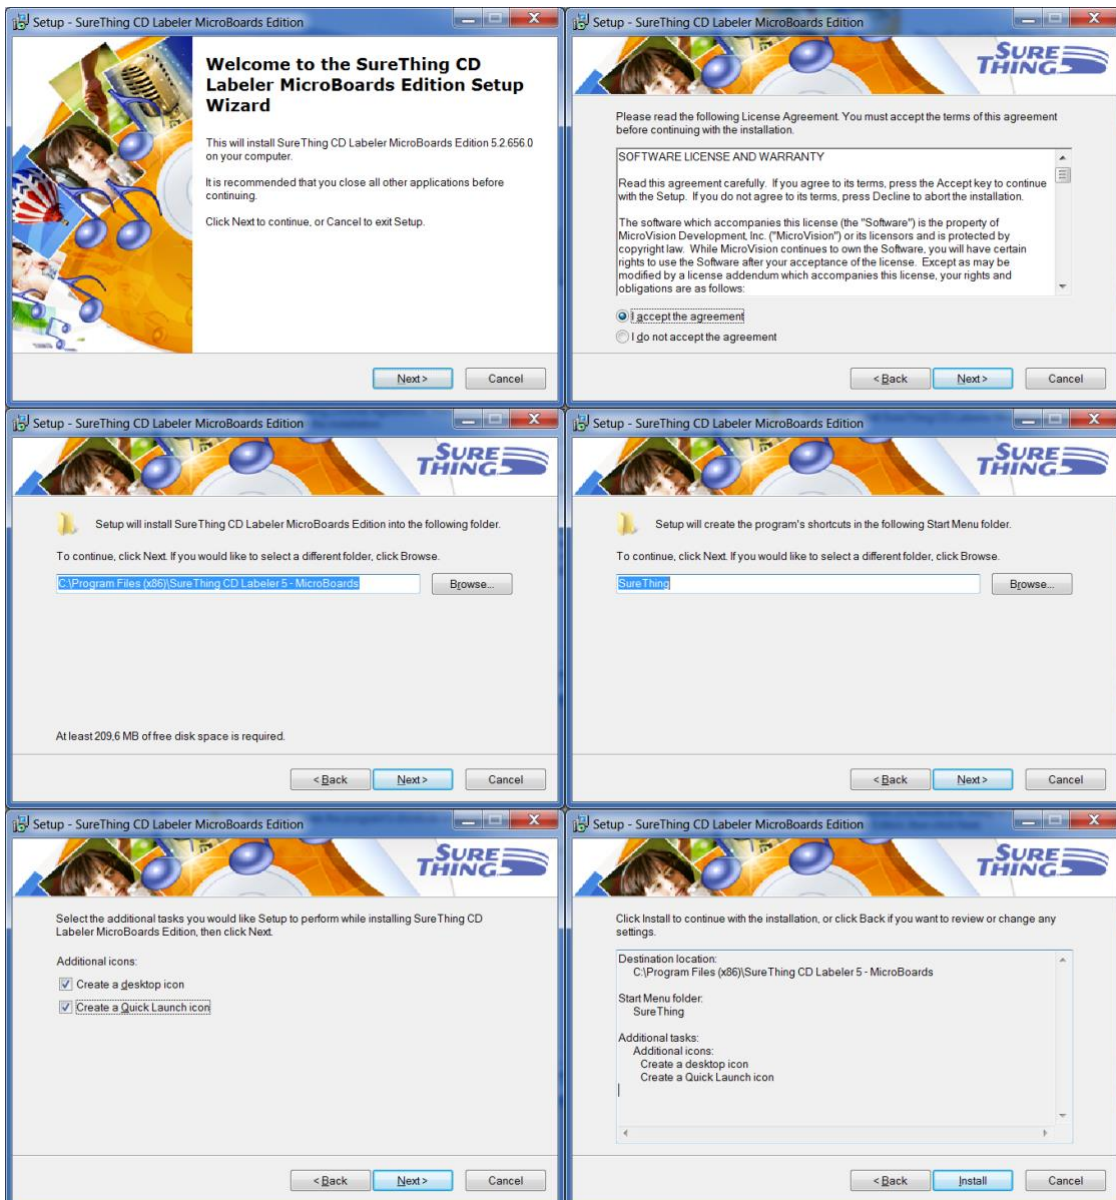 Setup - SureThing CD Labeler MicroBoards Edition
Welcome to the SureThing CD
Labeler MicroBoards Edition Setup
Wizard
This will install SureThing CD Labeler MicroBoards Edition 5.2.656.0
on your computer.
It is recommended that you close all other applications before
continuing.
Click Next to continue, or Cancel to exit Setup.
Next >
Cancel
Setup - SureThing CD Labeler MicroBoards Edition
SURE
THING
Please read the following License Agreement. You must accept the terms of this agreement
before continuing with the installation.
SOFTWARE LICENSE AND WARRANTY
Read this agreement carefully. If you agree to its terms, press the Accept key to continue
with the Setup. If you do not agree to its terms, press Decline to abort the installation.
The software which accompanies this license (the "Software") is the property of
MicroVision Development, Inc. ("MicroVision") or its licensors and is protected by
copyright law. While MicroVision continues to own the Software, you will have certain
rights to use the Software after your acceptance of the license. Except as may be
modified by a license addendum which accompanies this license, your rights and
obligations are as follows:
I accept the agreement
I do not accept the agreement
< Back
Next >
Cancel
Setup - SureThing CD Labeler MicroBoards Edition
SURE
THING
Setup will install SureThing CD Labeler MicroBoards Edition into the following folder.
To continue, click Next. If you would like to select a different folder, click Browse.
C:\Program Files (x86)\SureThing CD Labeler 5 - MicroBoards
Browse...
At least 209,6 MB of free disk space is required.
< Back
Next >
Cancel
Setup - SureThing CD Labeler MicroBoards Edition
SURE
THING
Setup will create the program's shortcuts in the following Start Menu folder.
To continue, click Next. If you would like to select a different folder, click Browse.
SureThing
Browse...
< Back
Next >
Cancel
Setup - SureThing CD Labeler MicroBoards Edition
SURE
THING
Select the additional tasks you would like Setup to perform while installing SureThing CD
Labeler MicroBoards Edition, then click Next.
Additional icons:
Create a desktop icon
Create a Quick Launch icon
< Back
Next >
Cancel
Setup - SureThing CD Labeler MicroBoards Edition
SURE
THING
Click Install to continue with the installation, or click Back if you want to review or change any
settings.
Destination location:
C:\Program Files (x86)\SureThing CD Labeler 5 - MicroBoards
Start Menu folder:
SureThing
Additional tasks:
Additional icons:
Create a desktop icon
Create a Quick Launch icon
< Back
Install
Cancel